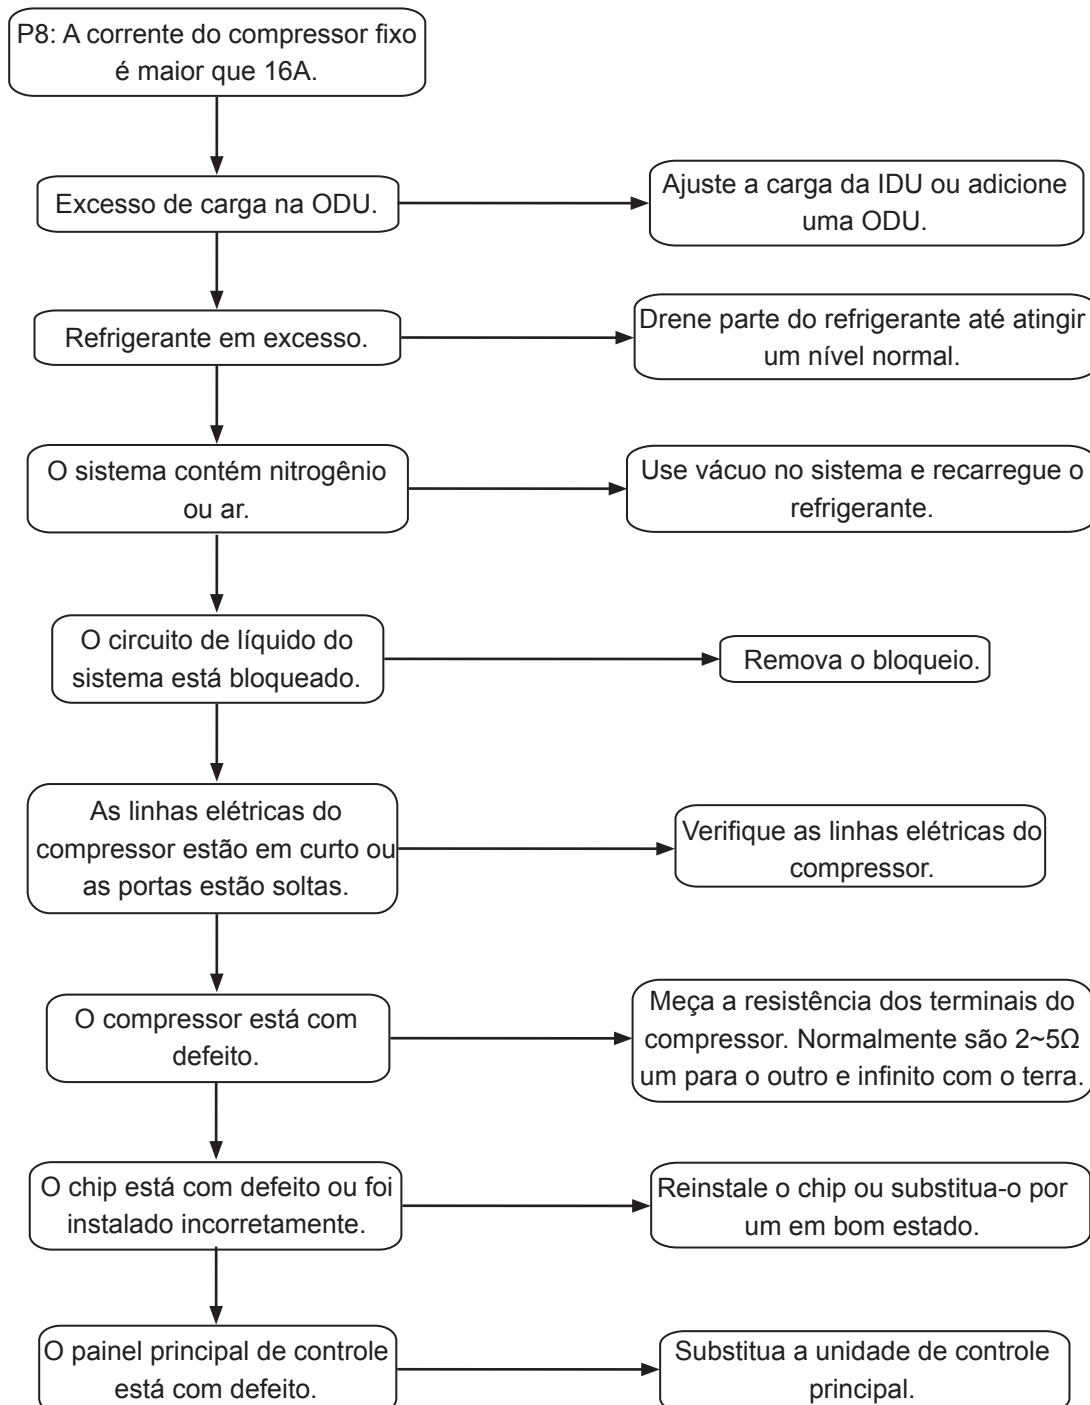 P8: A corrente do compressor fixo
é maior que 16A.
Excesso de carga na ODU.
Ajuste a carga da IDU ou adicione
uma ODU.
Refrigerante em excesso.
Drene parte do refrigerante até atingir
um nível normal.
O sistema contém nitrogênio
ou ar.
Use vácuo no sistema e recarregue o
refrigerante.
O circuito de líquido do
sistema está bloqueado.
Remova o bloqueio.
As linhas elétricas do
compressor estão em curto ou
as portas estão soltas.
Verifique as linhas elétricas do
compressor.
O compressor está com
defeito.
Meça a resistência dos terminais do
compressor. Normalmente são 2~5Ω
um para o outro e infinito com o terra.
O chip está com defeito ou foi
instalado incorretamente.
Reinstale o chip ou substitua-o por
um em bom estado.
O painel principal de controle
está com defeito.
Substitua a unidade de controle
principal.